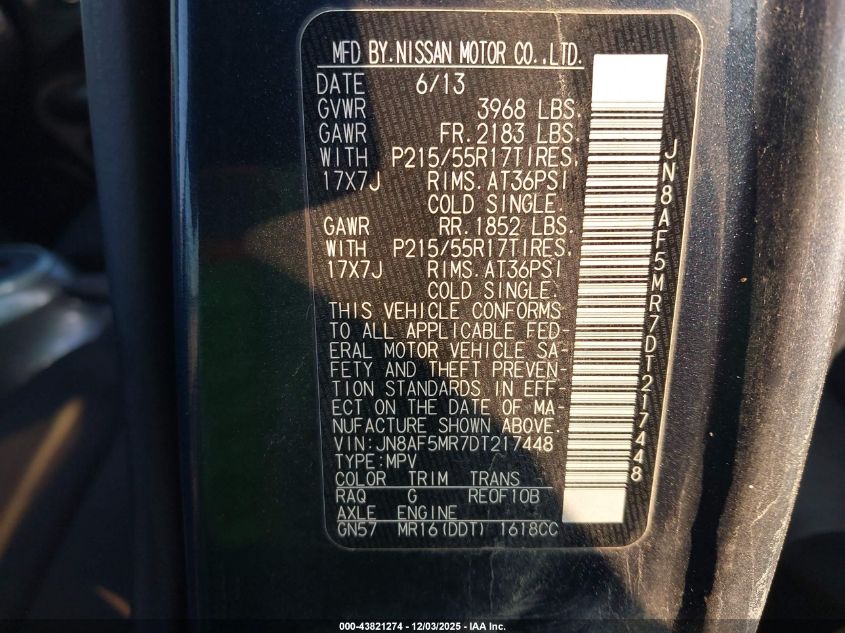 MFD BY.NISSAN MOTOR CO.,LTD.
DATE 6/13
GVWR 3968 LBS.
GAWR FR.2183 LBS.
WITH P215/55R17TIRES,
17X7J RIMS.AT36PSI
COLD SINGLE.
GAWR RR.1852 LBS.
WITH P215/55R17TIRES,
17X7J RIMS.AT36PSI
COLD SINGLE.
THIS VEHICLE CONFORMS
TO ALL APPLICABLE FED-
ERAL MOTOR VEHICLE SA-
FETY AND THEFT PREVEN-
TION STANDARDS IN EFF-
ECT ON THE DATE OF MA-
NUFACTURE SHOWN ABOVE.
VIN:JN8AF5MR7DT217448
TYPE:MPV
COLOR TRIM TRANS
RAQ G RE0F10B
AXLE ENGINE
GN57 MR16(DDT) 1618CC
JN8AF5MR7DT217448
000-43821274 - 12/03/2025 - IAA Inc.